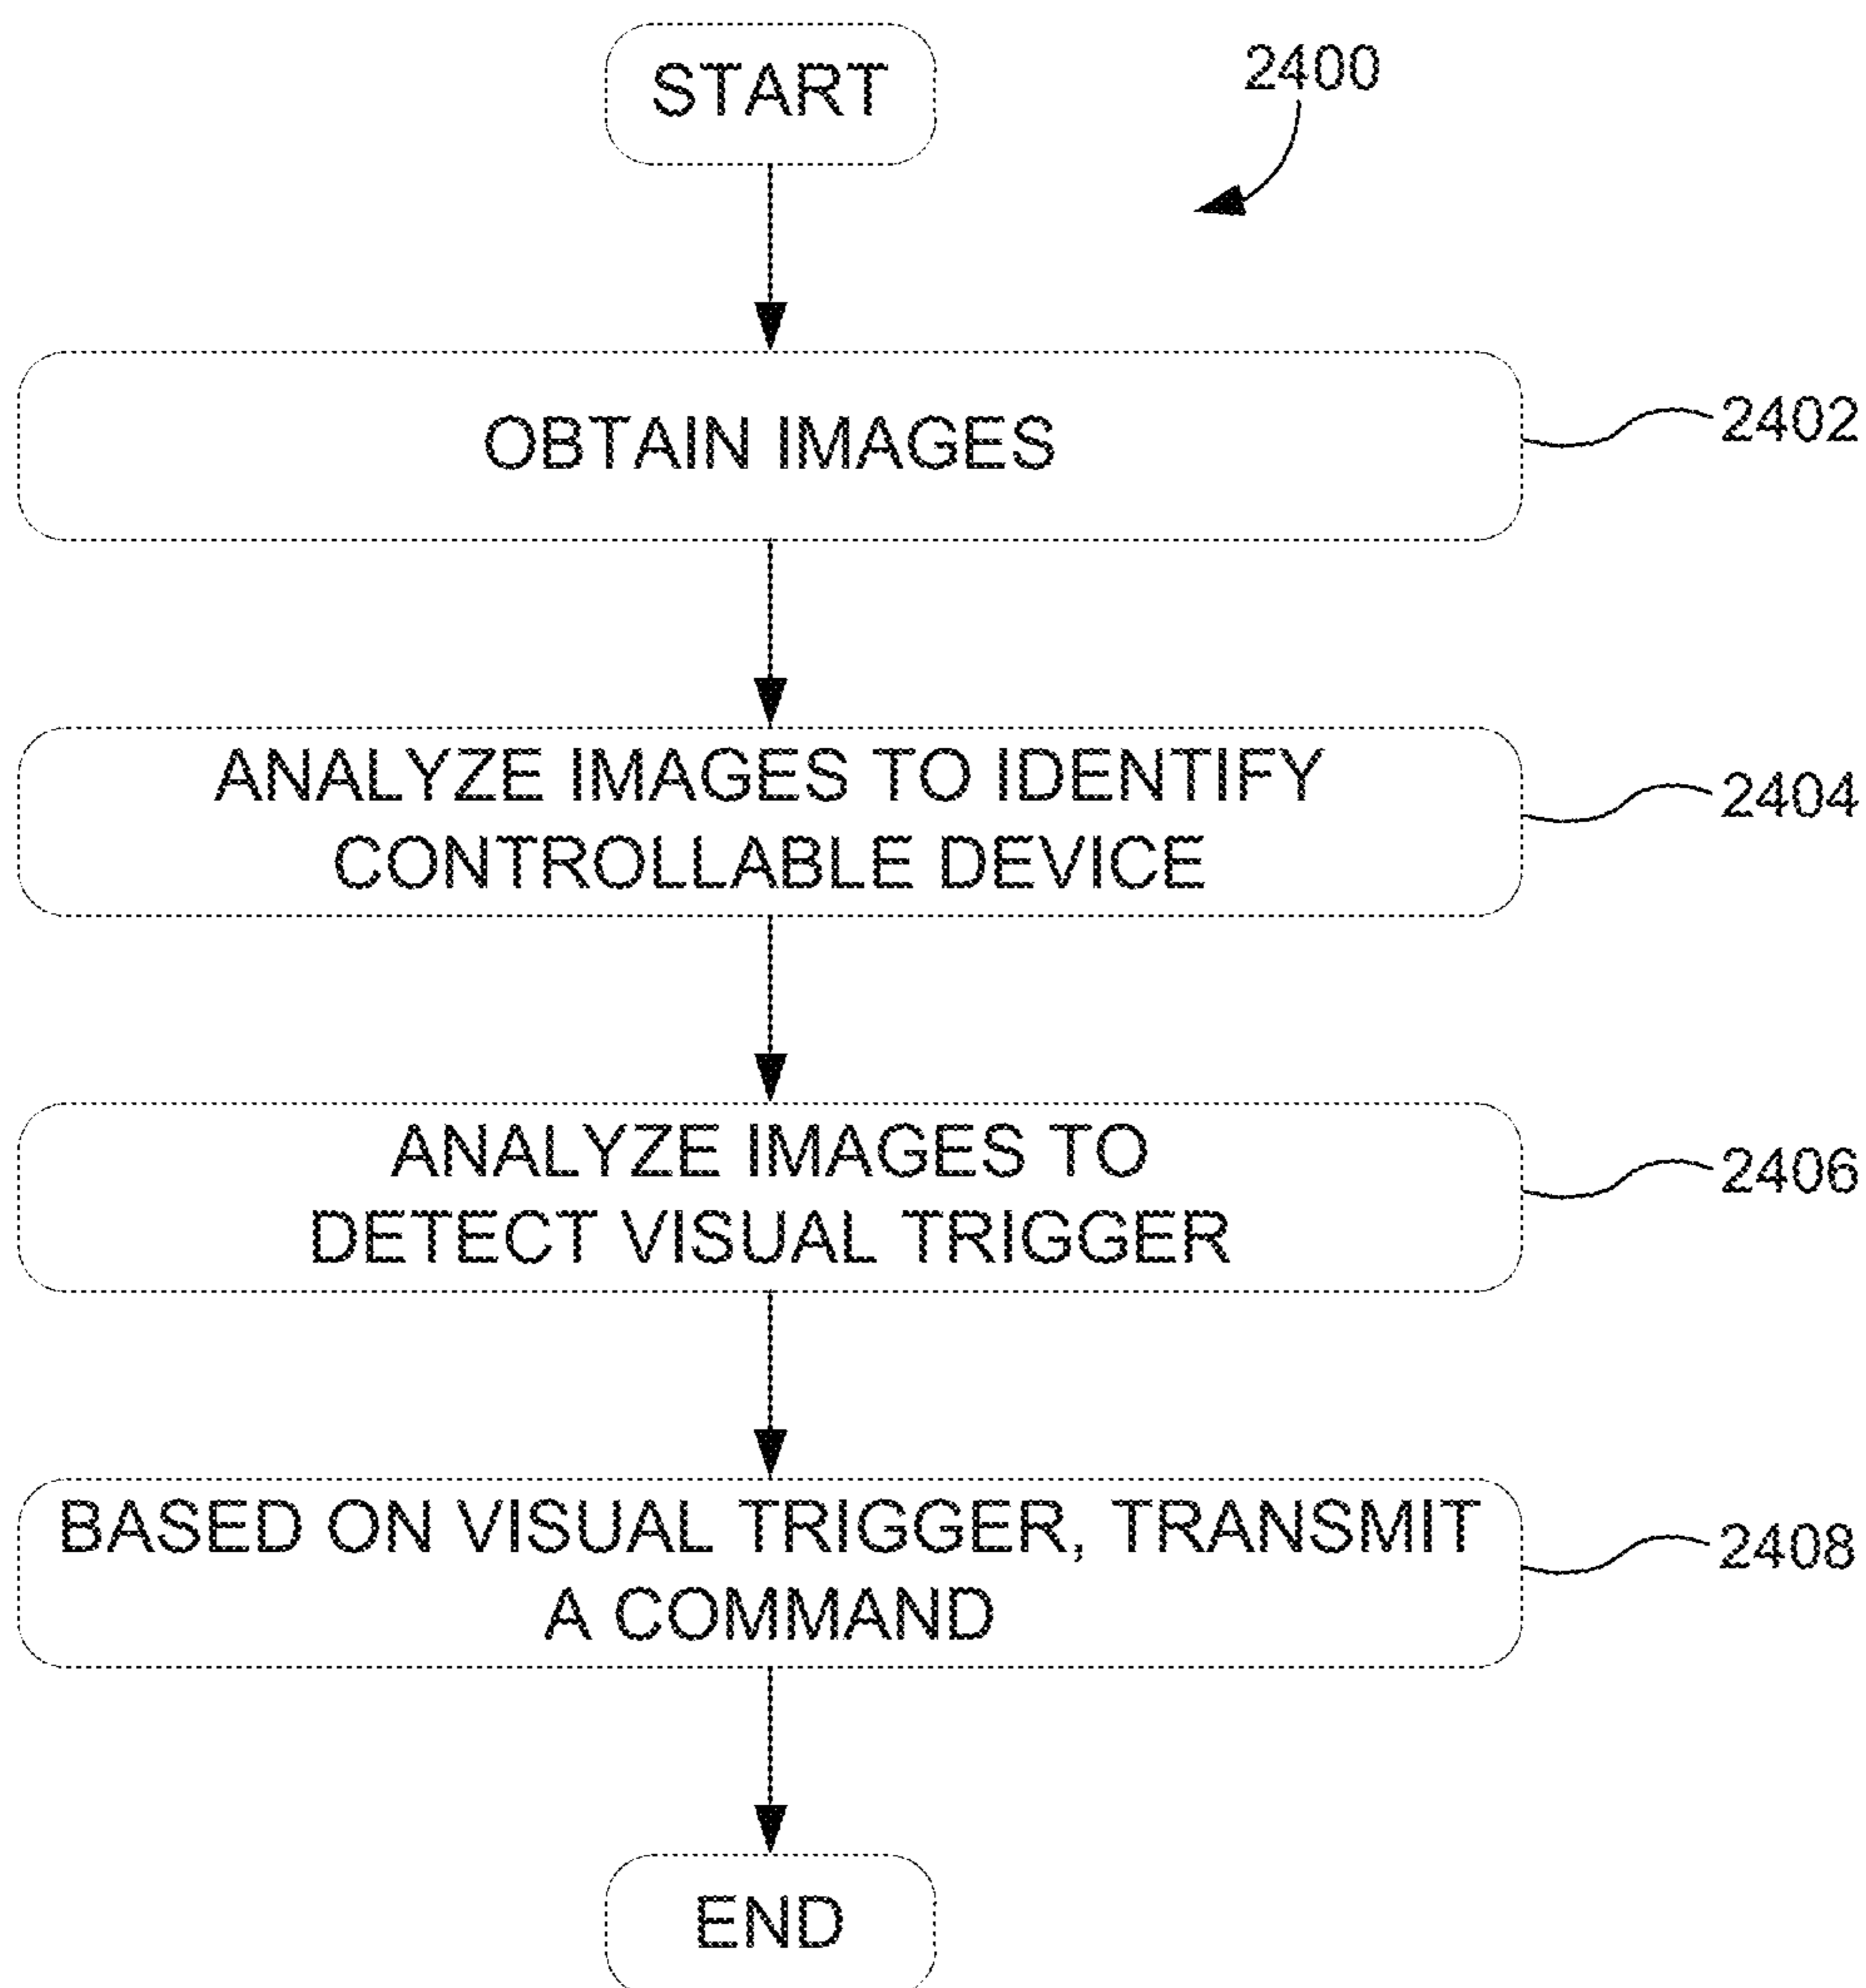 START
2400
OBTAIN IMAGES
2402
ANALYZE IMAGES TO IDENTIFY
CONTROLLABLE DEVICE
2404
ANALYZE IMAGES TO
DETECT VISUAL TRIGGER
2406
BASED ON VISUAL TRIGGER, TRANSMIT
A COMMAND
2408
END